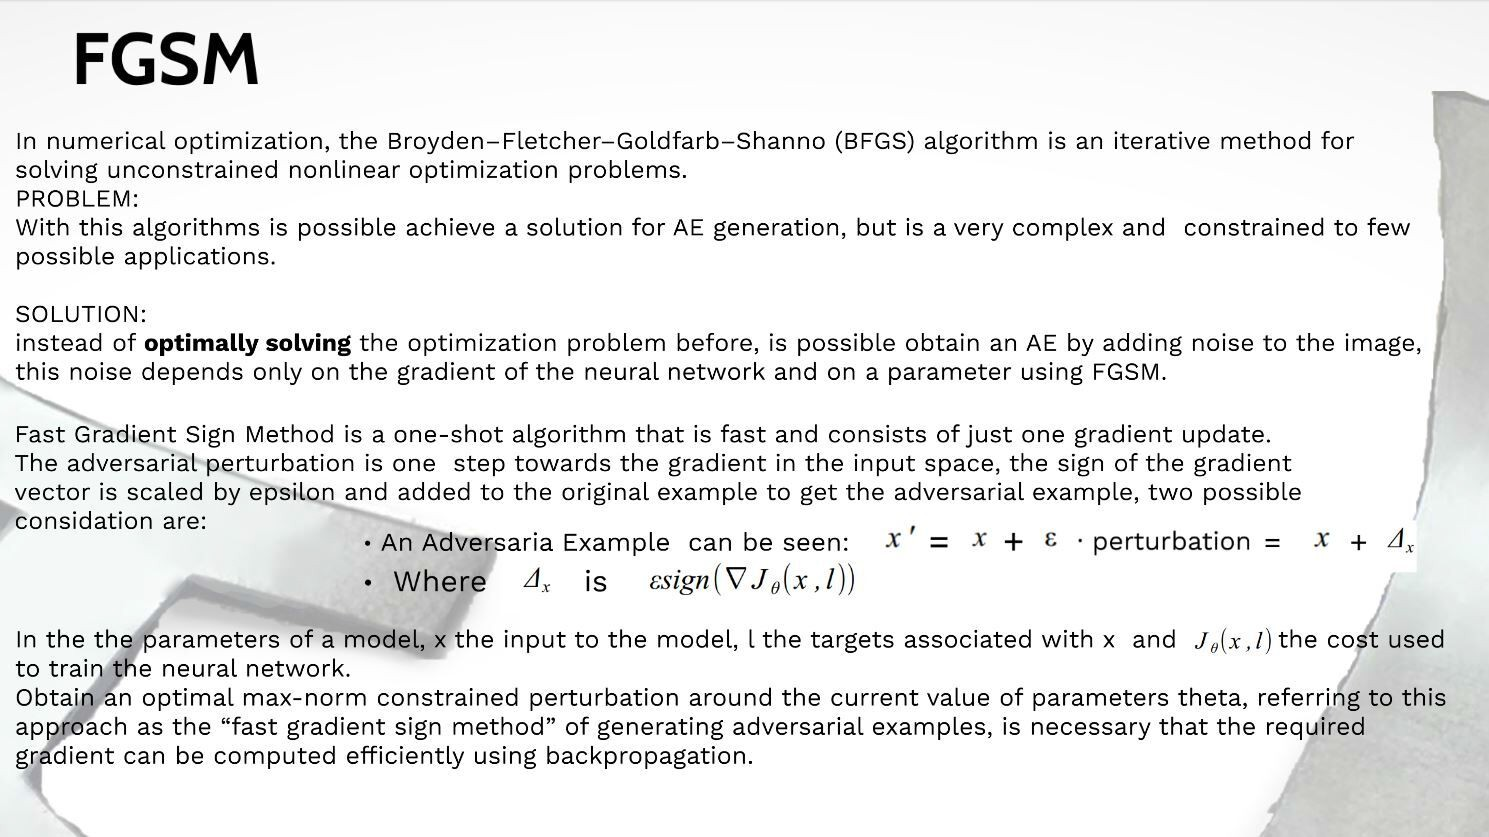 FGSM
In numerical optimization, the Broyden–Fletcher–Goldfarb–Shanno (BFGS) algorithm is an iterative method for
solving unconstrained nonlinear optimization problems.
PROBLEM:
With this algorithms is possible achieve a solution for AE generation, but is a very complex and  constrained to few
possible applications.
SOLUTION:
instead of optimally solving the optimization problem before, is possible obtain an AE by adding noise to the image,
this noise depends only on the gradient of the neural network and on a parameter using FGSM.
Fast Gradient Sign Method is a one-shot algorithm that is fast and consists of just one gradient update.
The adversarial perturbation is one  step towards the gradient in the input space, the sign of the gradient
vector is scaled by epsilon and added to the original example to get the adversarial example, two possible
considation are:
• An Adversaria Example  can be seen: x′ = x + ε · perturbation = x + Δₓ
• Where Δₓ is εsign(∇J_θ(x,l))
In the the parameters of a model, x the input to the model, l the targets associated with x  and J_θ(x,l) the cost used
to train the neural network.
Obtain an optimal max-norm constrained perturbation around the current value of parameters theta, referring to this
approach as the “fast gradient sign method” of generating adversarial examples, is necessary that the required
gradient can be computed efficiently using backpropagation.